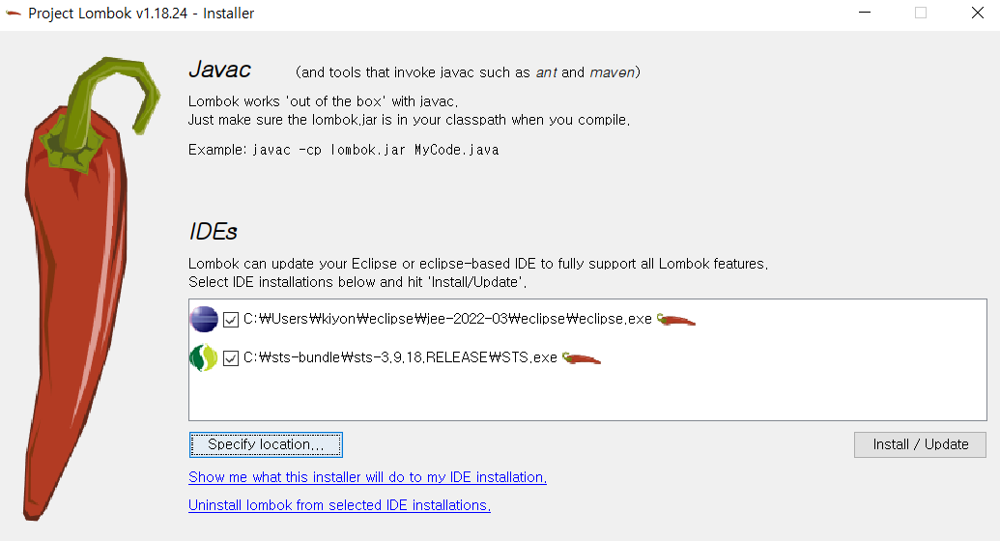 Project Lombok v1.18.24 - Installer
Javac (and tools that invoke javac such as ant and maven)
Lombok works 'out of the box' with javac.
Just make sure the lombok.jar is in your classpath when you compile.
Example: javac -cp lombok.jar MyCode.java
IDEs
Lombok can update your Eclipse or eclipse-based IDE to fully support all Lombok features.
Select IDE installations below and hit 'Install/Update'.
C:₩Users₩kiyon₩eclipse₩jee-2022-03₩eclipse₩eclipse.exe
C:₩sts-bundle₩sts-3.9.18.RELEASE₩STS.exe
Specify location... Install / Update
Show me what this installer will do to my IDE installation.
Uninstall lombok from selected IDE installations.